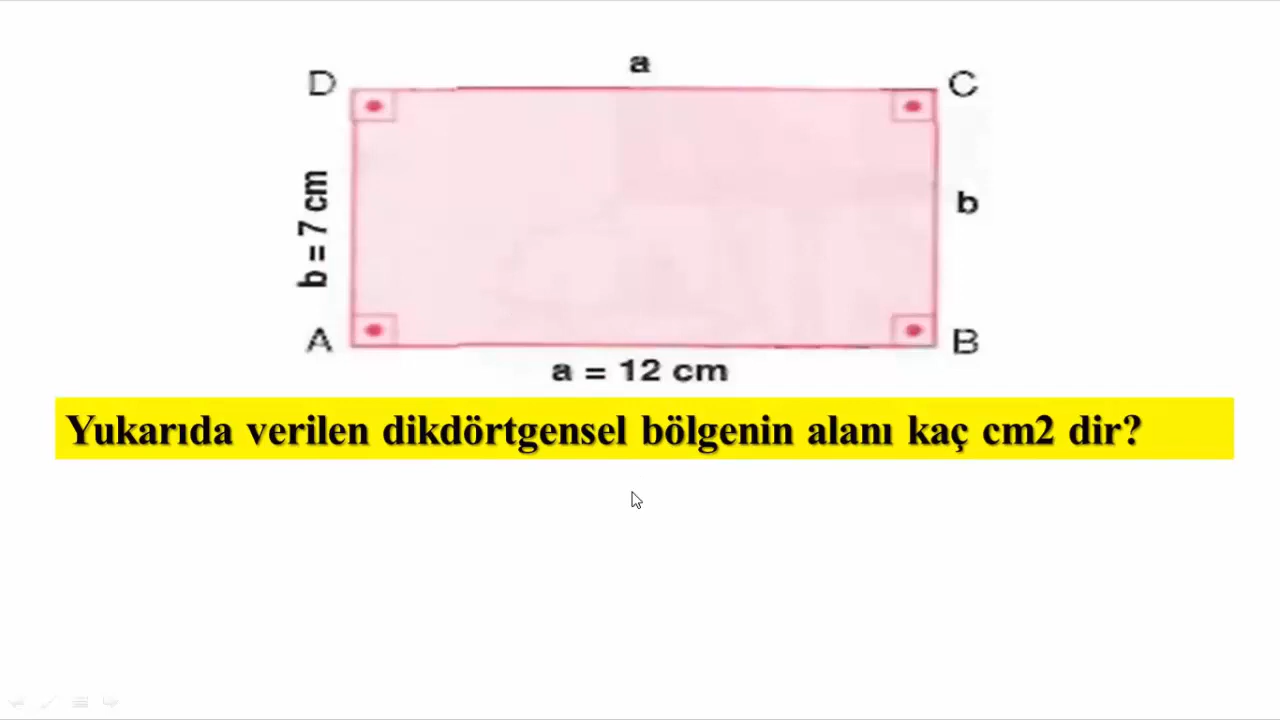 a
D
C
b = 7 cm
b
A
B
a = 12 cm
Yukarıda verilen dikdörtgensel bölgenin alanı kaç cm2 dir?